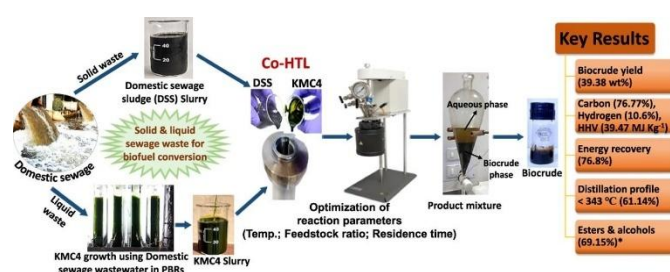 Solid waste
40
20
Domestic sewage
sludge (DSS) Slurry
Co-HTL
DSS
KMC4
Solid & liquid
sewage waste for
biofuel conversion
Domestic sewage
Liquid
waste
KMC4 growth using Domestic
sewage wastewater in PBRs
KMC4 Slurry
Optimization of
reaction parameters
(Temp.; Feedstock ratio; Residence time)
Aqueous phase
Biocrude
phase
Product mixture
Biocrude
Key Results
Biocrude yield
(39.38 wt%)
Carbon (76.77%),
Hydrogen (10.6%),
HHV (39.47 MJ Kg⁻¹)
Energy recovery
(76.8%)
Distillation profile
< 343 °C (61.14%)
Esters & alcohols
(69.15%)*